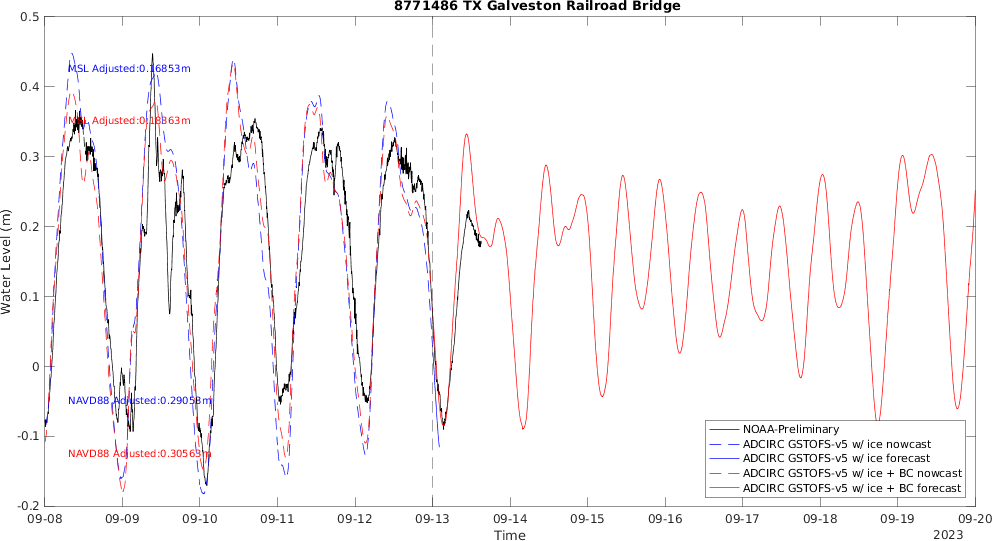 8771486 TX Galveston Railroad Bridge
0.5
0.4
0.3
0.2
0.1
0
-0.1
-0.2
Water Level (m)
MSL Adjusted:0.16853m
MSL Adjusted:0.18363m
NAVD88 Adjusted:0.29053m
NAVD88 Adjusted:0.30563m
NOAA-Preliminary
ADCIRC GSTOFS-v5 w/ ice nowcast
ADCIRC GSTOFS-v5 w/ ice forecast
ADCIRC GSTOFS-v5 w/ ice + BC nowcast
ADCIRC GSTOFS-v5 w/ ice + BC forecast
09-08 09-09 09-10 09-11 09-12 09-13 09-14 09-15 09-16 09-17 09-18 09-19 09-20
Time
2023